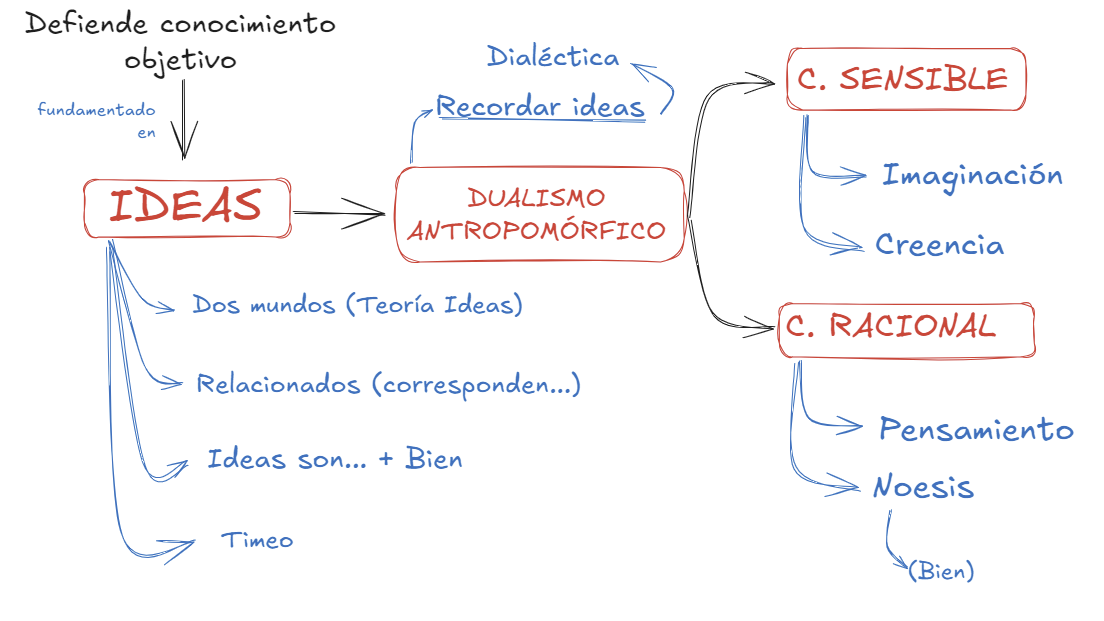 Defiende conocimiento
objetivo
fundamentado
en
IDEAS
Dos mundos (Teoría Ideas)
Relacionados (corresponden...)
Ideas son... + Bien
Timeo
Dialéctica
Recordar ideas
DUALISMO
ANTROPOMÓRFICO
C. SENSIBLE
Imaginación
Creencia
C. RACIONAL
Pensamiento
Noesis
(Bien)